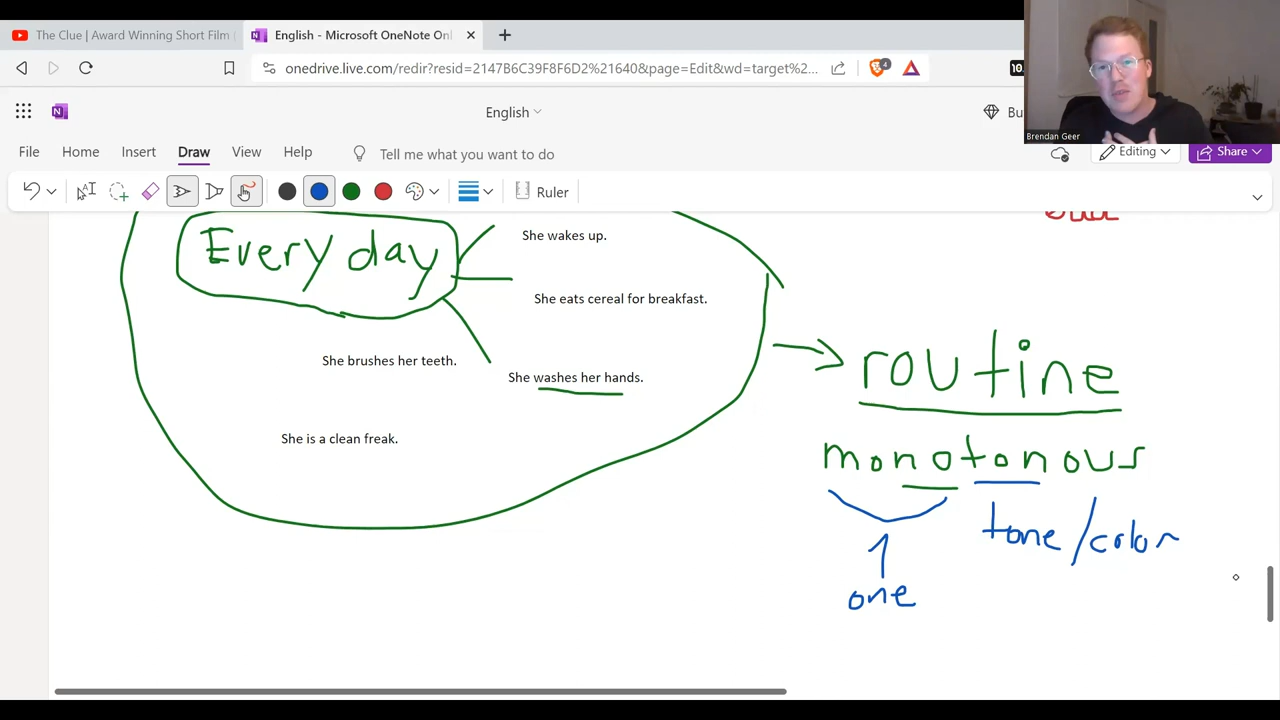 The Clue | Award Winning Short Film
English - Microsoft OneNote Onl
onedrive.live.com/redir?resid=2147B6C39F8F6D2%21640&page=Edit&wd=target%2...
4
10
English
Bu
Brendan Geer
File Home Insert Draw View Help Tell me what you want to do
Editing Share
Ruler
Every day
She wakes up.
She eats cereal for breakfast.
She brushes her teeth.
She washes her hands.
She is a clean freak.
routine
monotonous
tone/color
one